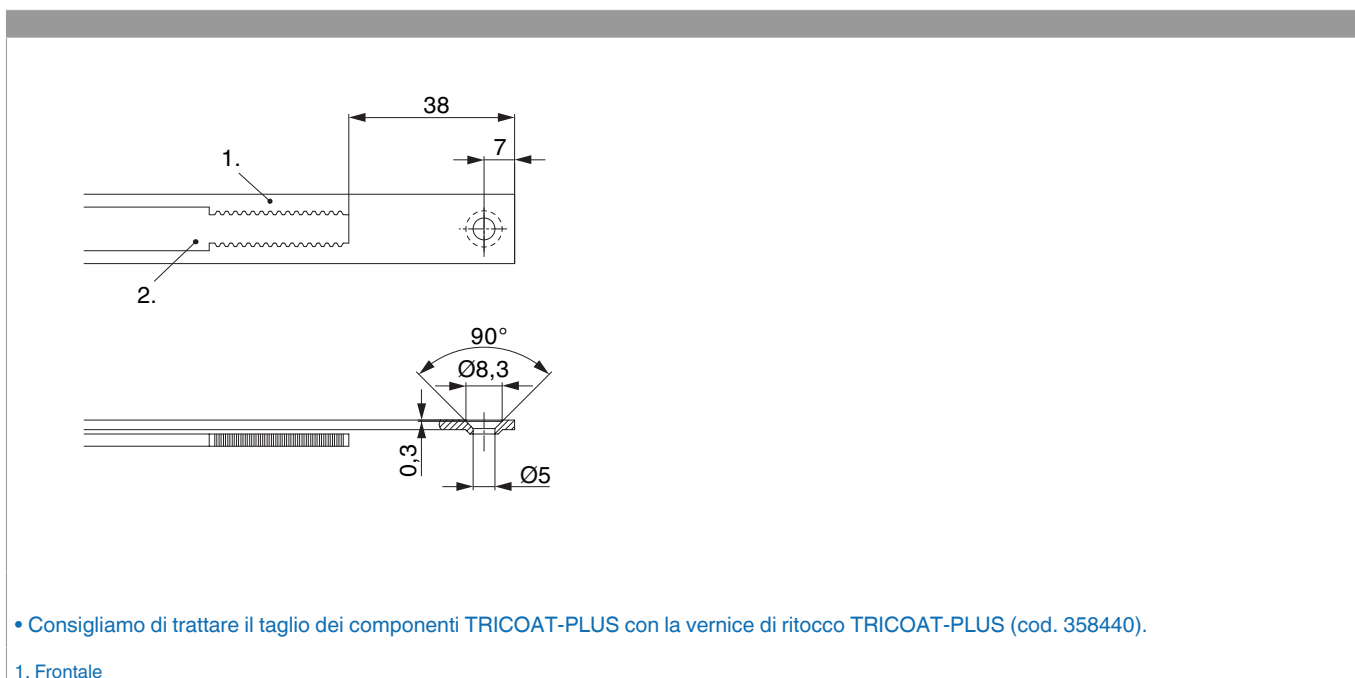 38
7
1.
2.
90°
Ø8,3
0,3
Ø5
• Consigliamo di trattare il taglio dei componenti TRICOAT-PLUS con la vernice di ritocco TRICOAT-PLUS (cod. 358440).
1. Frontale